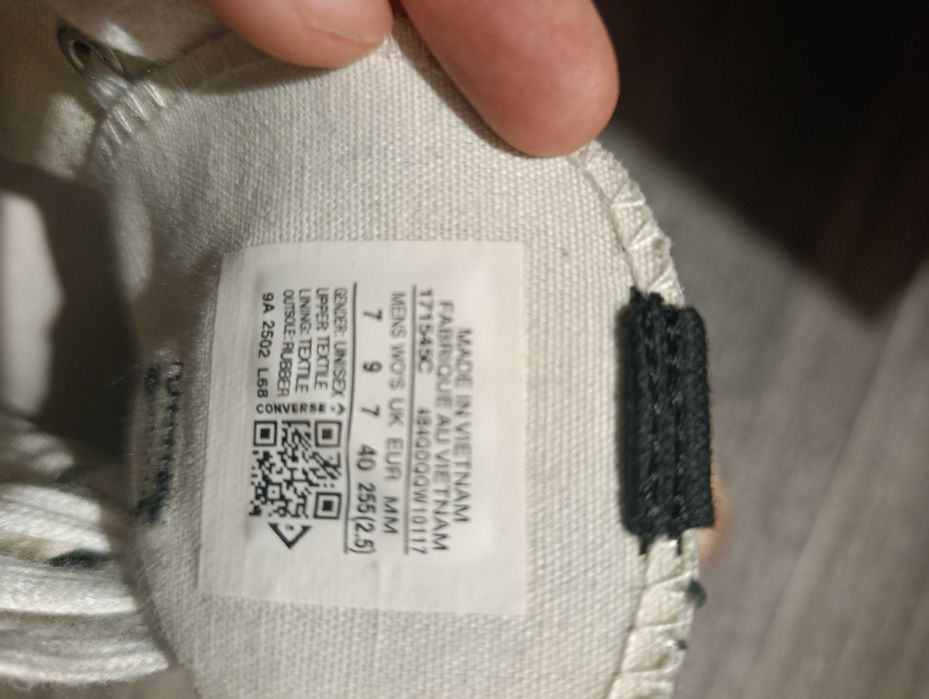 MADE IN VIETNAM
FABRIQUE AU VIETNAM
171545C 484QDQQW10117
MENS WO'S UK EUR MM
7 9 7 40 255(2.5)
GENDER: UNISEX
UPPER TEXTILE
LINING: TEXTILE
OUTSOLE: RUBBER
9A 2502 L68
CONVERSE